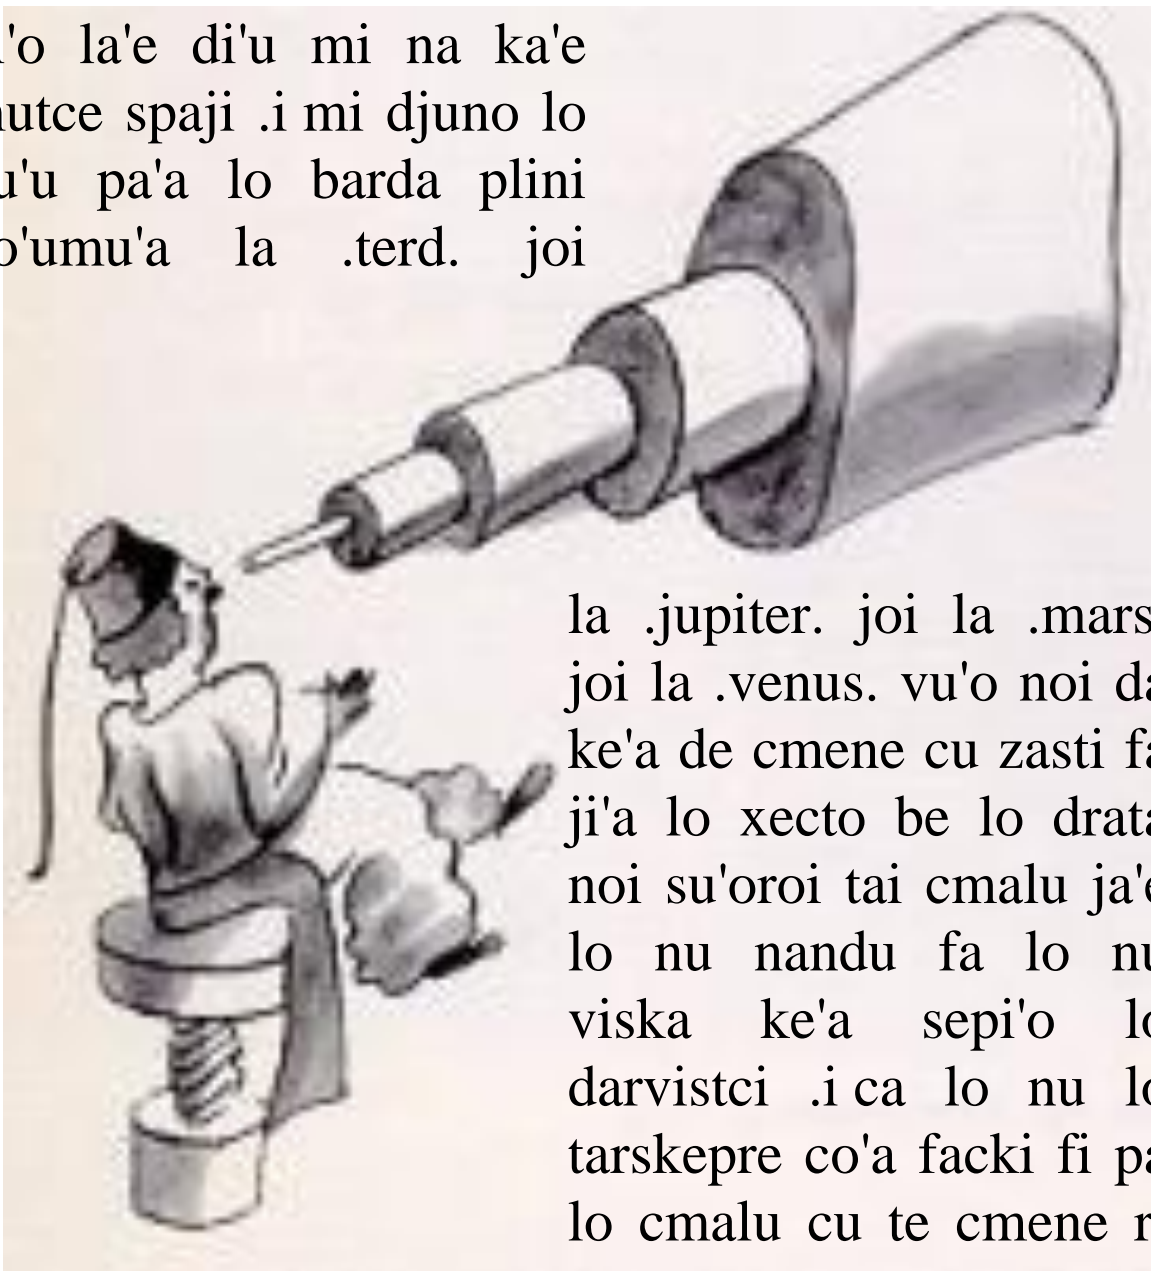 'o la'e di'u mi na ka'e
utce spaji .i mi djuno lo
u'u pa'a lo barda plini
o'umu'a la .terd. joi
la .jupiter. joi la .mars
joi la .venus. vu'o noi da
ke'a de cmene cu zasti fa
ji'a lo xecto be lo drata
noi su'oroi tai cmalu ja'e
lo nu nandu fa lo nu
viska ke'a sepi'o lo
darvistci .i ca lo nu lo
tarskepre co'a facki fi pa
lo cmalu cu te cmene r